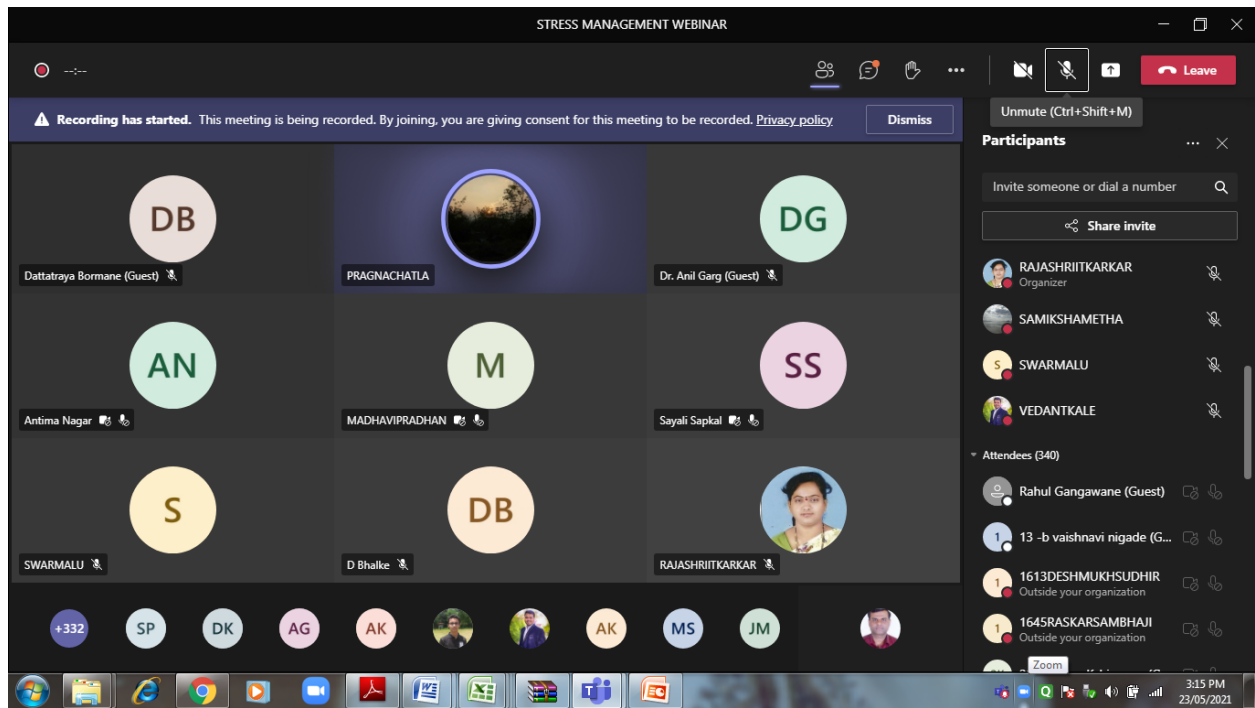 STRESS MANAGEMENT WEBINAR
--:--
Leave
Unmute (Ctrl+Shift+M)
Recording has started. This meeting is being recorded. By joining, you are giving consent for this meeting to be recorded. Privacy policy
Dismiss
Participants
Invite someone or dial a number
Share invite
DB
Dattatraya Bormane (Guest)
PRAGNACHATLA
DG
Dr. Anil Garg (Guest)
AN
Antima Nagar
M
MADHAVIPRADHAN
SS
Sayali Sapkal
S
SWARMALU
DB
D Bhalke
RAJASHRIITKARKAR
+332
SP
DK
AG
AK
AK
MS
JM
RAJASHRIITKARKAR
Organizer
SAMIKSHAMETHA
S
SWARMALU
VEDANTKALE
Attendees (340)
Rahul Gangawane (Guest)
1
13 -b vaishnavi nigade (G...
1
1613DESHMUKHSUDHIR
Outside your organization
1
1645RASKARSAMBHAJI
Outside your organization
Zoom
3:15 PM
23/05/2021